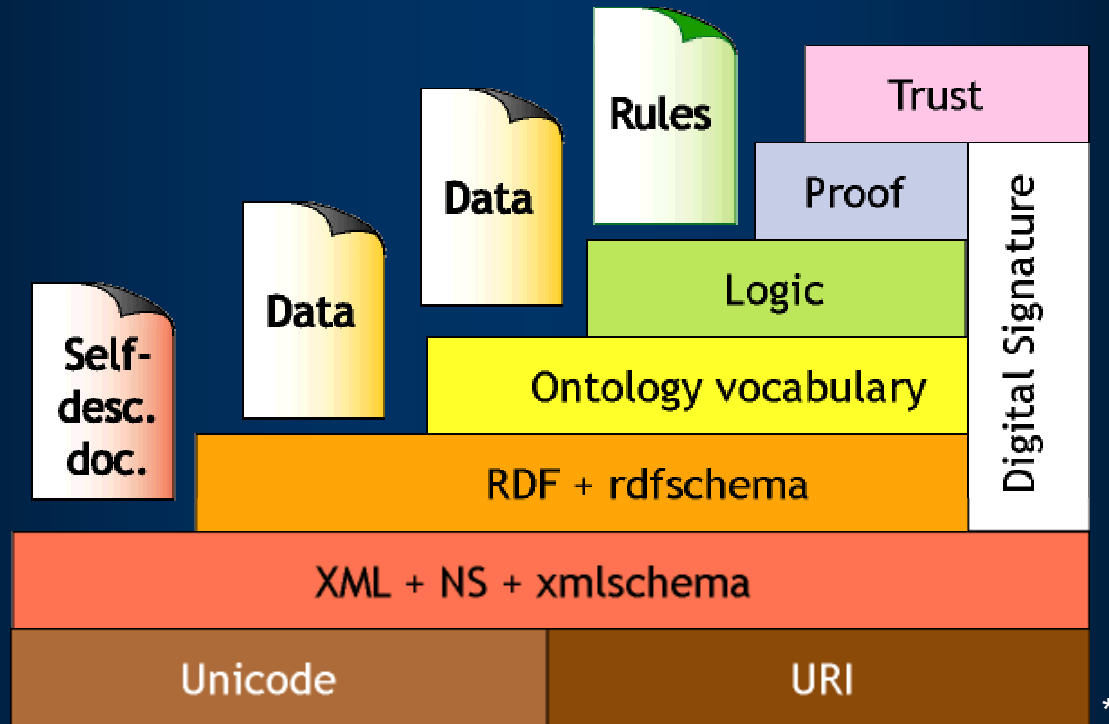 Rules
Trust
Data
Proof
Data
Logic
Self-
desc.
doc.
Ontology vocabulary
Digital Signature
RDF + rdfschema
XML + NS + xmlschema
Unicode
URI
*